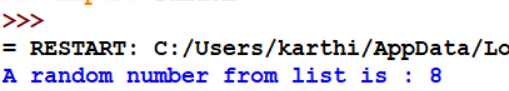 >>>
= RESTART: C:/Users/karthi/AppData/Lo
A random number from list is : 8